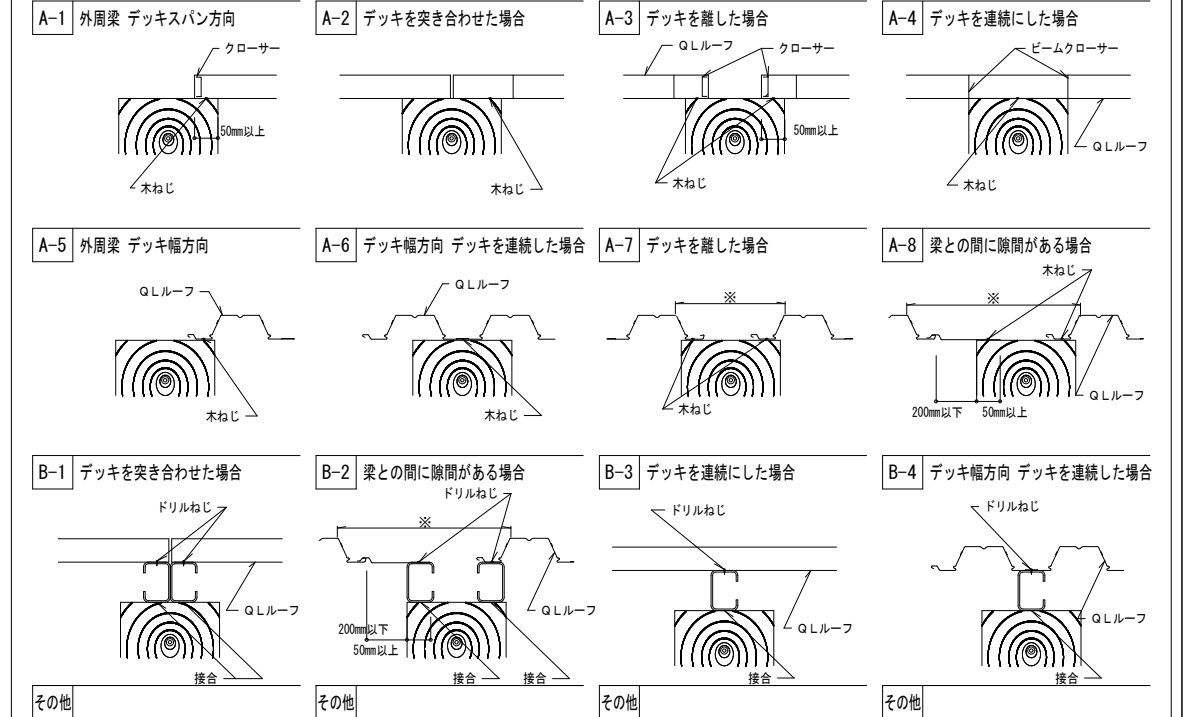 A-1 外周梁 デッキスパン方向
クローサー
50mm以上
木ねじ
A-2 デッキを突き合わせた場合
木ねじ
A-3 デッキを離した場合
QLルーフ
クローサー
50mm以上
木ねじ
A-4 デッキを連続にした場合
ビームクローサー
QLルーフ
木ねじ
A-5 外周梁 デッキ幅方向
QLルーフ
木ねじ
A-6 デッキ幅方向 デッキを連続した場合
QLルーフ
木ねじ
A-7 デッキを離した場合
※
木ねじ
A-8 梁との間に隙間がある場合
木ねじ
※
QLルーフ
200mm以下
50mm以上
B-1 デッキを突き合わせた場合
ドリルねじ
QLルーフ
接合
B-2 梁との間に隙間がある場合
ドリルねじ
※
QLルーフ
200mm以下
50mm以上
接合
接合
B-3 デッキを連続にした場合
ドリルねじ
QLルーフ
接合
B-4 デッキ幅方向 デッキを連続した場合
ドリルねじ
QLルーフ
接合
その他
その他
その他
その他